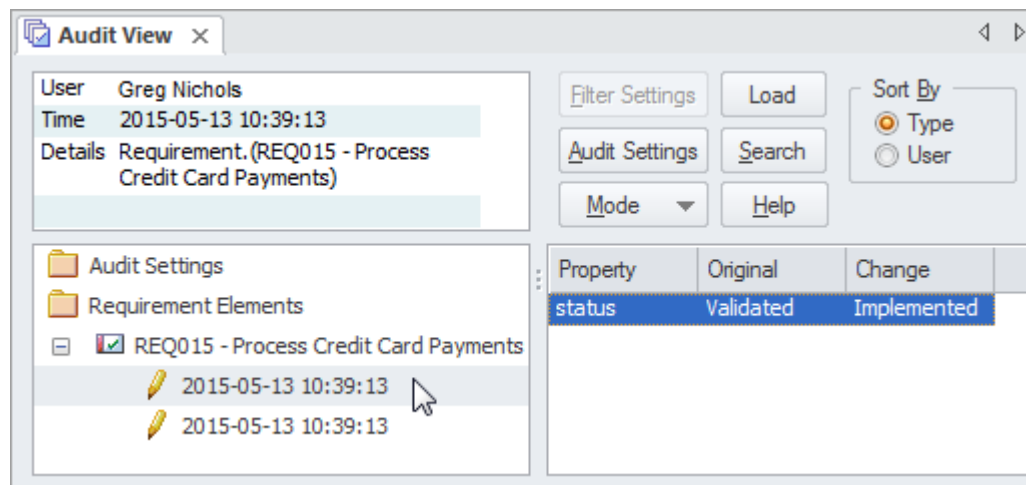 Audit View
User Greg Nichols
Time 2015-05-13 10:39:13
Details Requirement.(REQ015 - Process
Credit Card Payments)
Filter Settings Load
Audit Settings Search
Mode Help
Sort By
Type
User
Audit Settings
Requirement Elements
REQ015 - Process Credit Card Payments
2015-05-13 10:39:13
2015-05-13 10:39:13
Property Original Change
status Validated Implemented